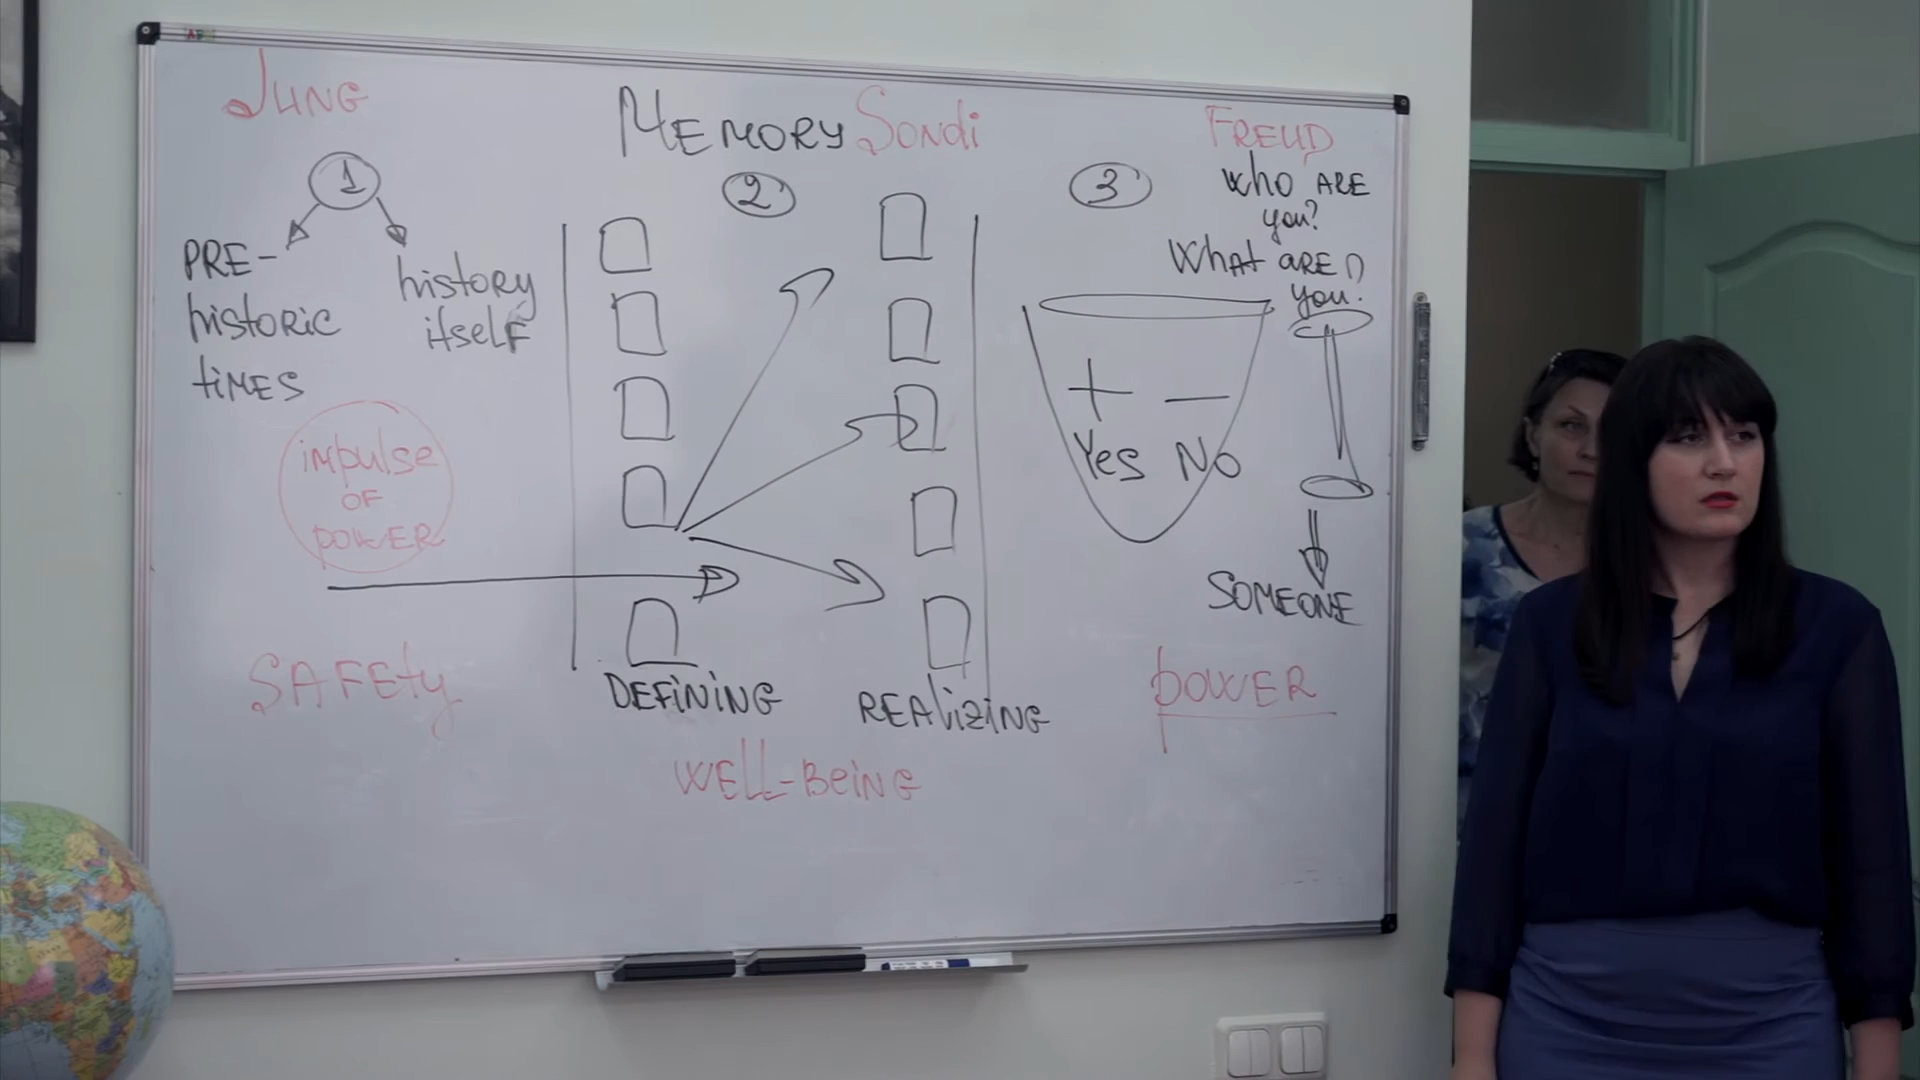 JUNG
MEMORY Sondi
FREUD
1
2
3
PRE-
historic
times
history
itself
impulse
OF
POWER
SAFEty
DEFINING
REALIZING
WELL-BEING
Who ARE
you?
What ARE
you?
+ -
Yes No
SOMEONE
POWER